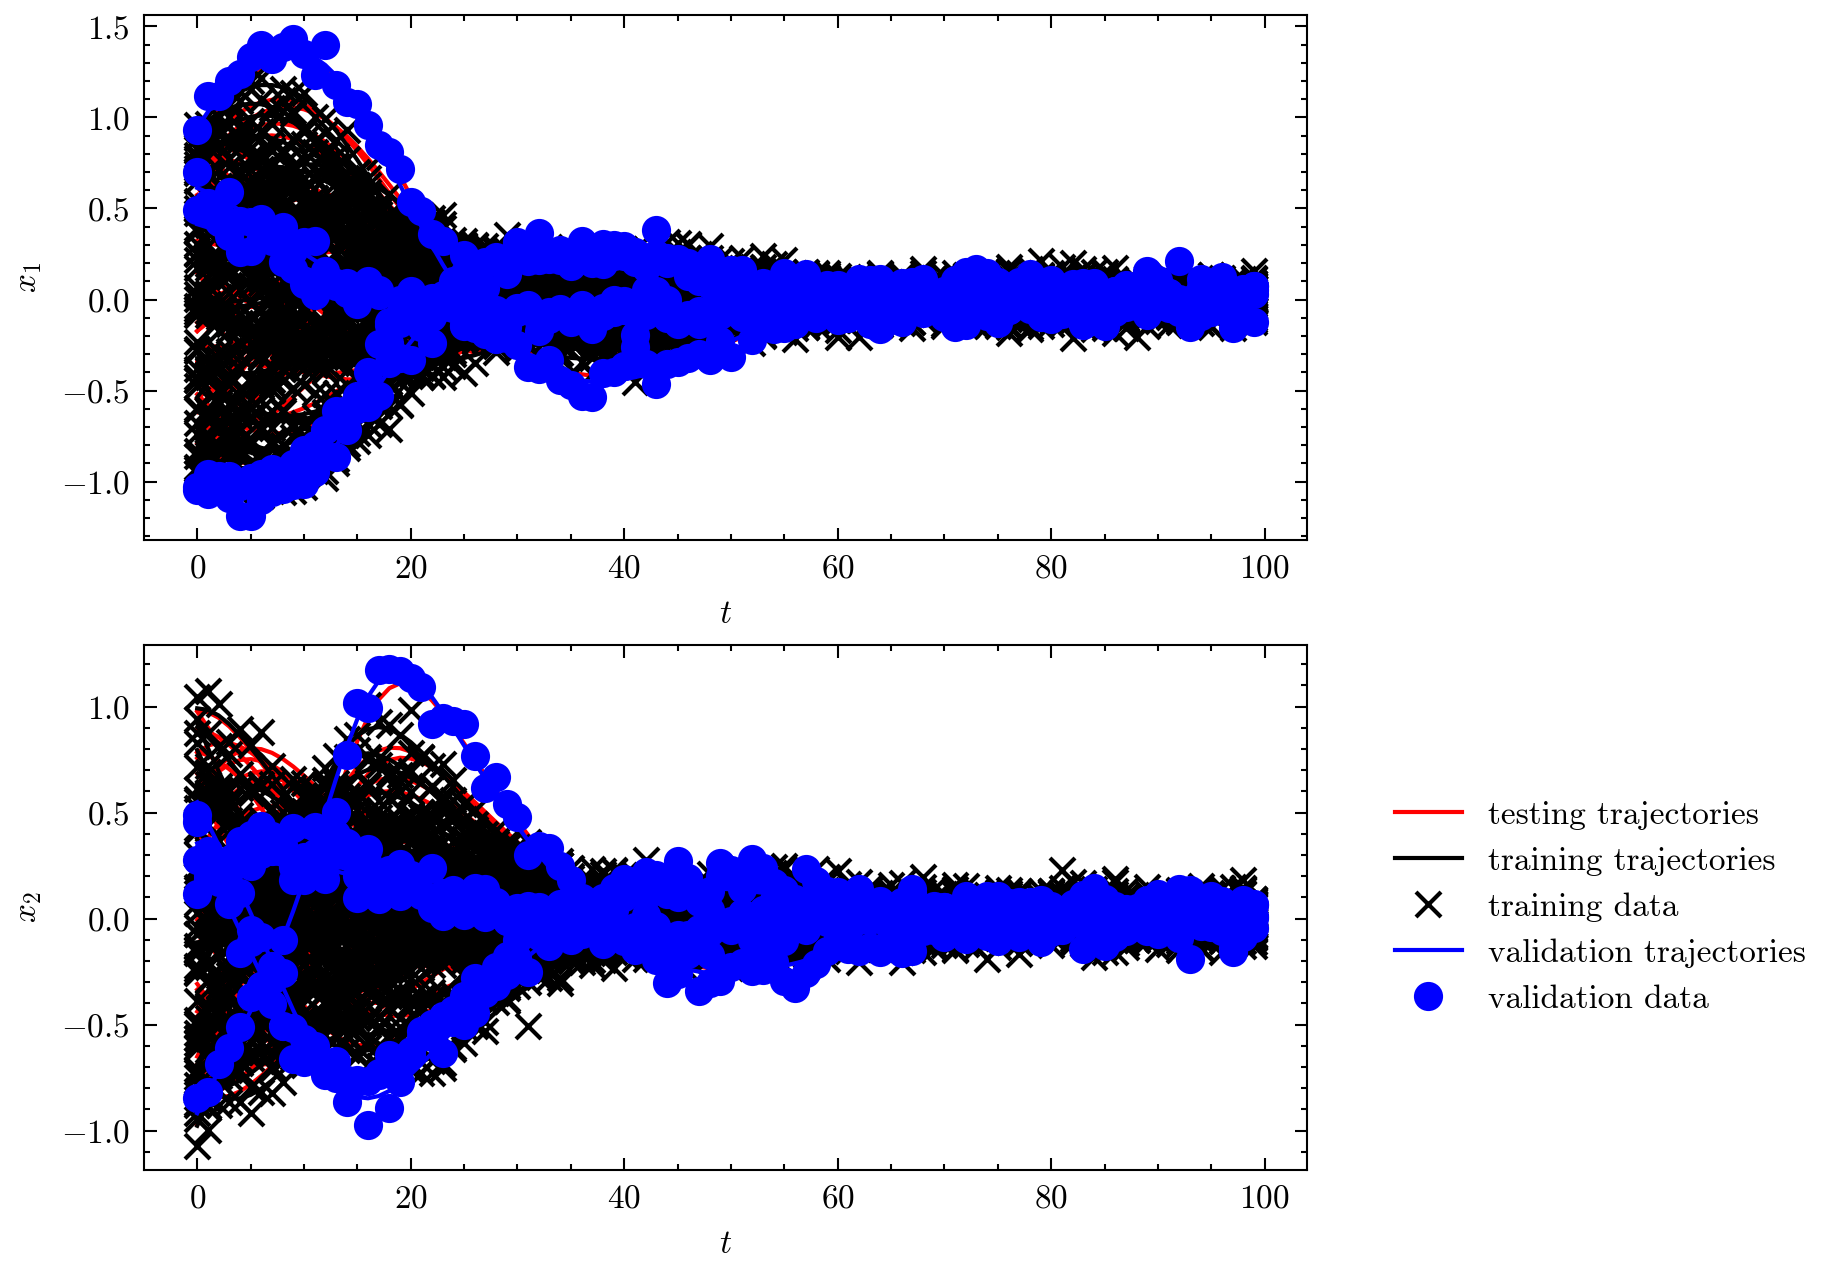 1.5
1.0
0.5
0.0
−0.5
−1.0
x₁
0 20 40 60 80 100
t
1.0
0.5
0.0
−0.5
−1.0
x₂
0 20 40 60 80 100
t
testing trajectories
training trajectories
training data
validation trajectories
validation data